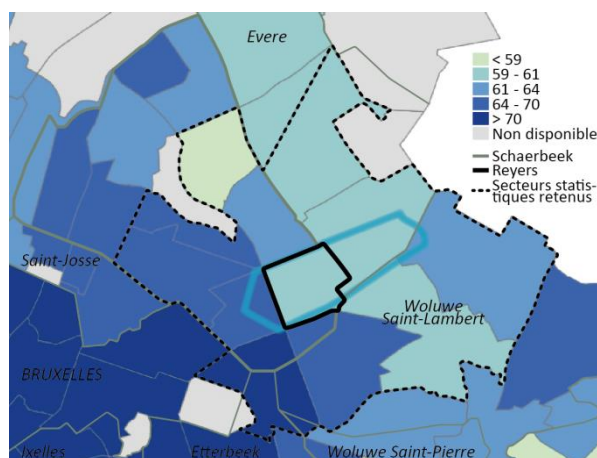 Evere
< 59
59 - 61
61 - 64
64 - 70
> 70
Non disponible
Schaerbeek
Reyers
Secteurs statis-
tiques retenus
Saint-Josse
Woluwe
Saint-Lambert
BRUXELLES
Ixelles
Etterbeek
Woluwe Saint-Pierre